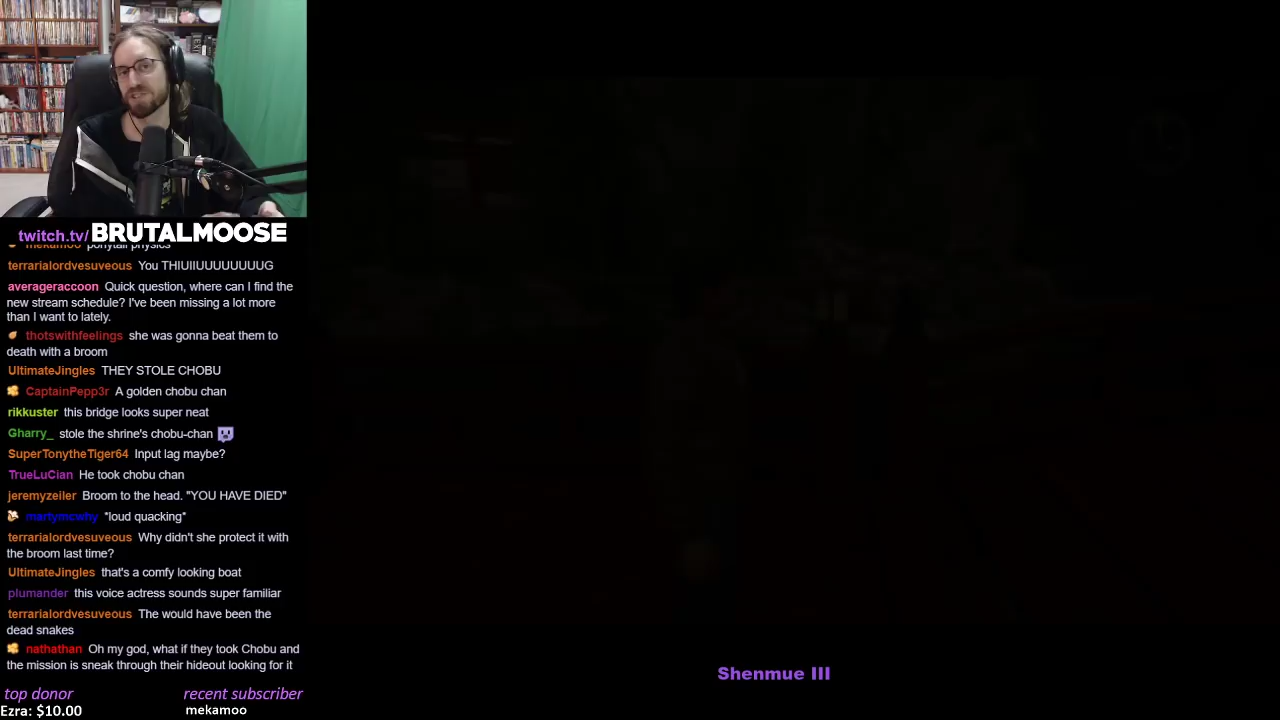 twitch.tv/BRUTALMOOSE
mekamoo ponytail physics
terrarialordvesuveous You THIUIIUUUUUUUUG
averageraccoon Quick question, where can I find the
new stream schedule? I've been missing a lot more
than I want to lately.
thotswithfeelings she was gonna beat them to
death with a broom
UltimateJingles THEY STOLE CHOBU
CaptainPepp3r A golden chobu chan
rikkuster this bridge looks super neat
Gharry_ stole the shrine's chobu-chan
SuperTonytheTiger64 Input lag maybe?
TrueLuCian He took chobu chan
jeremyzeiler Broom to the head. "YOU HAVE DIED"
martymcwhy *loud quacking*
terrarialordvesuveous Why didn't she protect it with
the broom last time?
UltimateJingles that's a comfy looking boat
plumander this voice actress sounds super familiar
terrarialordvesuveous The would have been the
dead snakes
nathathan Oh my god, what if they took Chobu and
the mission is sneak through their hideout looking for it
top donor
Ezra: $10.00
recent subscriber
mekamoo
Shenmue III